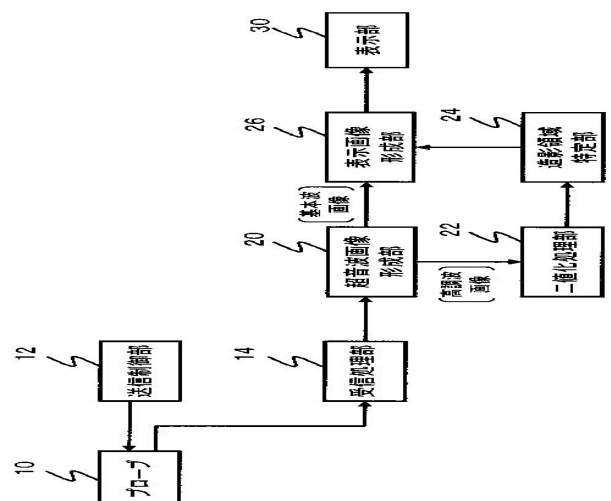 10
プローブ
12
送信制御部
14
受信処理部
20
超音波画像
形成部
基本波
画像
高調波
画像
22
二値化処理部
24
造影領域
特定部
26
表示画像
形成部
30
表示部